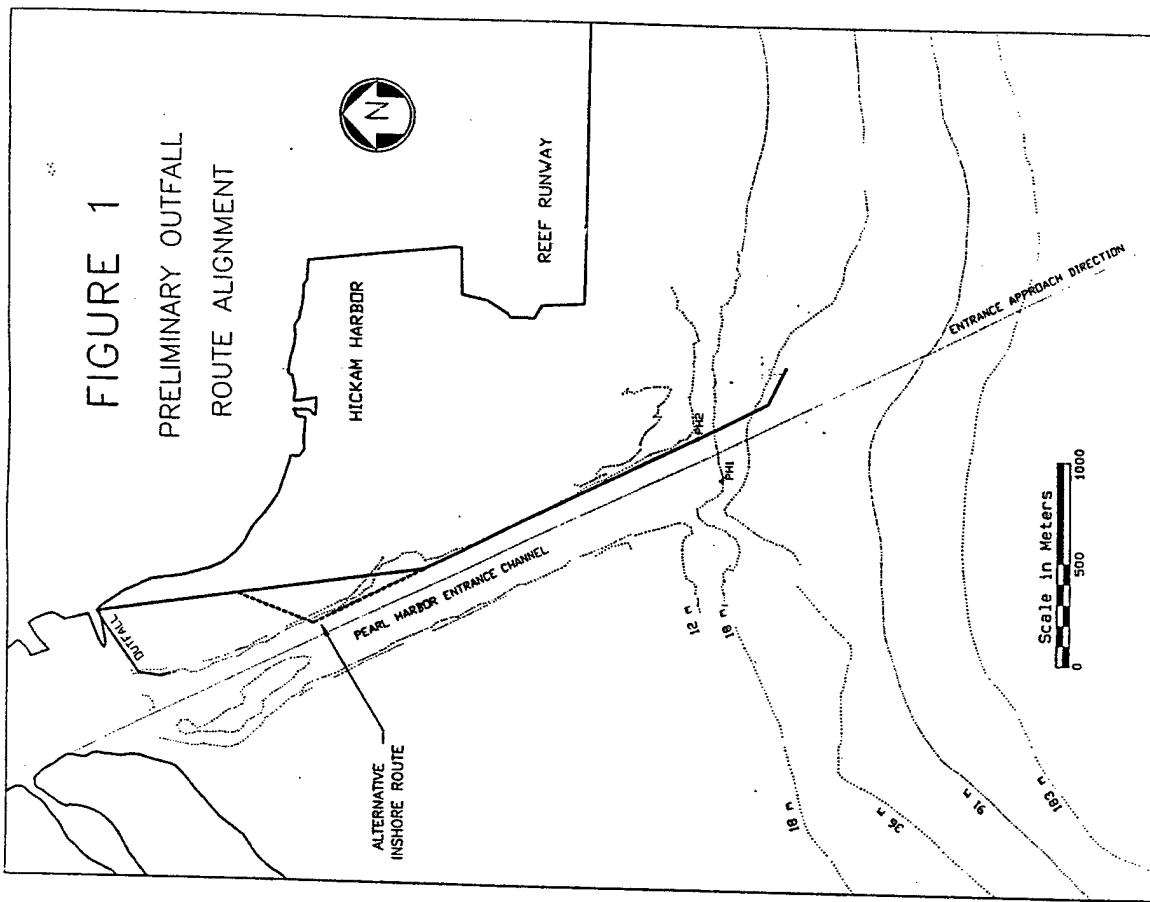 FIGURE 1
PRELIMINARY OUTFALL
ROUTE ALIGNMENT
N
HICKAM HARBOR
REEF RUNWAY
OUTFALL
PEARL HARBOR ENTRANCE CHANNEL
ALTERNATIVE
INSHORE ROUTE
PH2
PH1
ENTRANCE APPROACH DIRECTION
12 m
18 m
18 m
36 m
91 m
183 m
Scale in Meters
0 500 1000